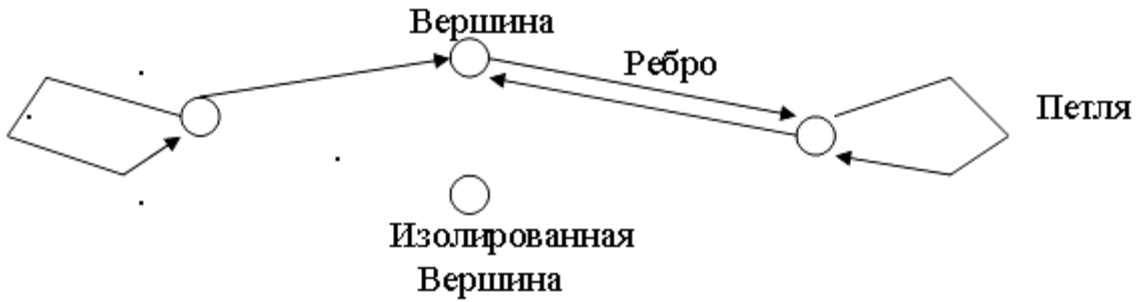 Вершина
Ребро
Петля
Изолированная
Вершина